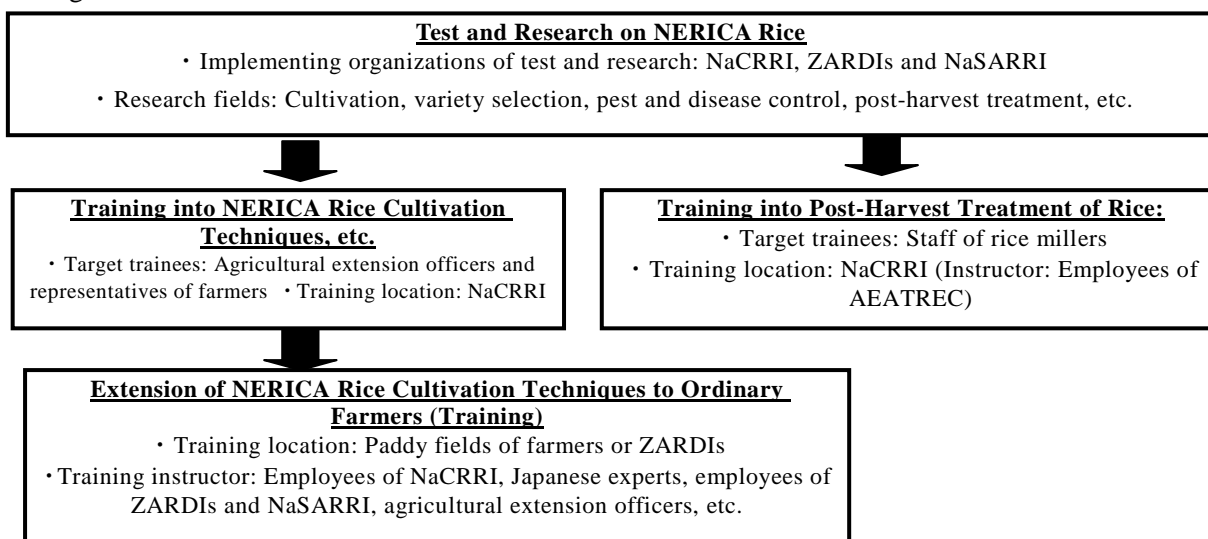 Test and Research on NERICA Rice
・Implementing organizations of test and research: NaCRRI, ZARDIs and NaSARRI
・Research fields: Cultivation, variety selection, pest and disease control, post-harvest treatment, etc.
Training into NERICA Rice Cultivation
Techniques, etc.
・Target trainees: Agricultural extension officers and
representatives of farmers ・Training location: NaCRRI
Training into Post-Harvest Treatment of Rice:
・Target trainees: Staff of rice millers
・Training location: NaCRRI (Instructor: Employees of
AEATREC)
Extension of NERICA Rice Cultivation Techniques to Ordinary
Farmers (Training)
・Training location: Paddy fields of farmers or ZARDIs
・Training instructor: Employees of NaCRRI, Japanese experts, employees of
ZARDIs and NaSARRI, agricultural extension officers, etc.